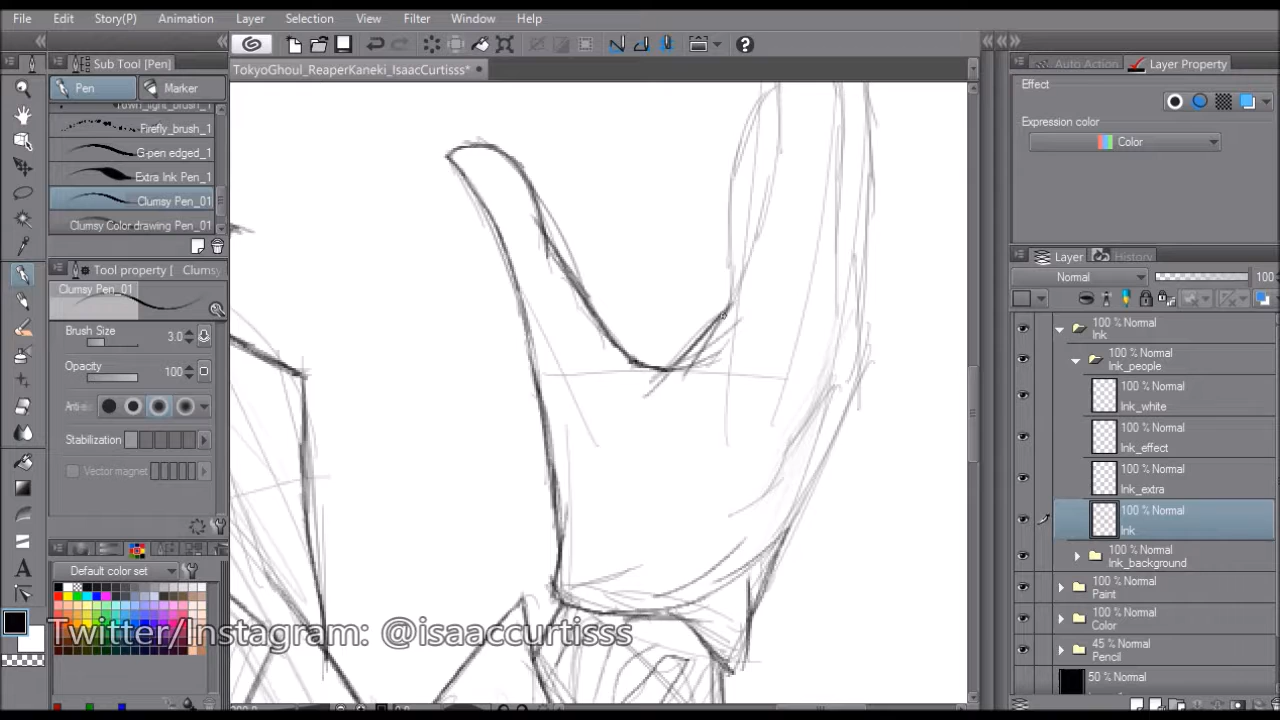 File Edit Story(P) Animation Layer Selection View Filter Window Help
Sub Tool [Pen]
Pen Marker
Firefly_brush_1
G-pen edged_1
Extra Ink Pen_1
Clumsy Pen_01
Clumsy Color drawing Pen_01
Tool property [ Clumsy
Clumsy Pen_01
Brush Size 3.0
Opacity 100
Stabilization
Vector magnet
Default color set
TokyoGhoul_ReaperKaneki_IsaacCurtisss*
Auto Action Layer Property
Effect
Expression color
Color
Layer History
Normal 100
100 % Normal
Ink
100 % Normal
Ink_people
100 % Normal
Ink_white
100 % Normal
Ink_effect
100 % Normal
Ink_extra
100 % Normal
Ink
100 % Normal
Ink_background
100 % Normal
Paint
100 % Normal
Color
45 % Normal
Pencil
50 % Normal
Twitter/Instagram: @isaaccurtisss